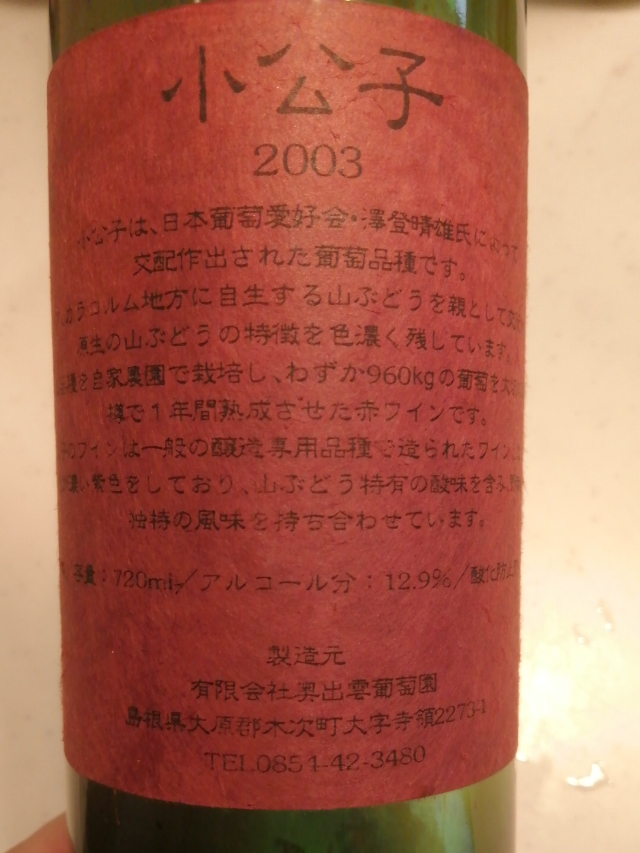 小公子
2003
小公子は、日本葡萄愛好会・澤登晴雄氏によって
交配作出された葡萄品種です。
ラコルム地方に自生する山ぶどうを親として
原生の山ぶどうの特徴を色濃く残しています。
を自家農園で栽培し、わずか960kgの葡萄を
樽で1年間熟成させた赤ワインです。
のワインは一般の醸造専用品種で造られたワイン
濃い紫色をしており、山ぶどう特有の酸味を含み
独特の風味を持ち合わせています。
容量:720ml/アルコール分:12.9%/酸化防止
製造元
有限会社奥出雲葡萄園
島根県大原郡木次町大字寺領2273-1
TEL0854-42-3480